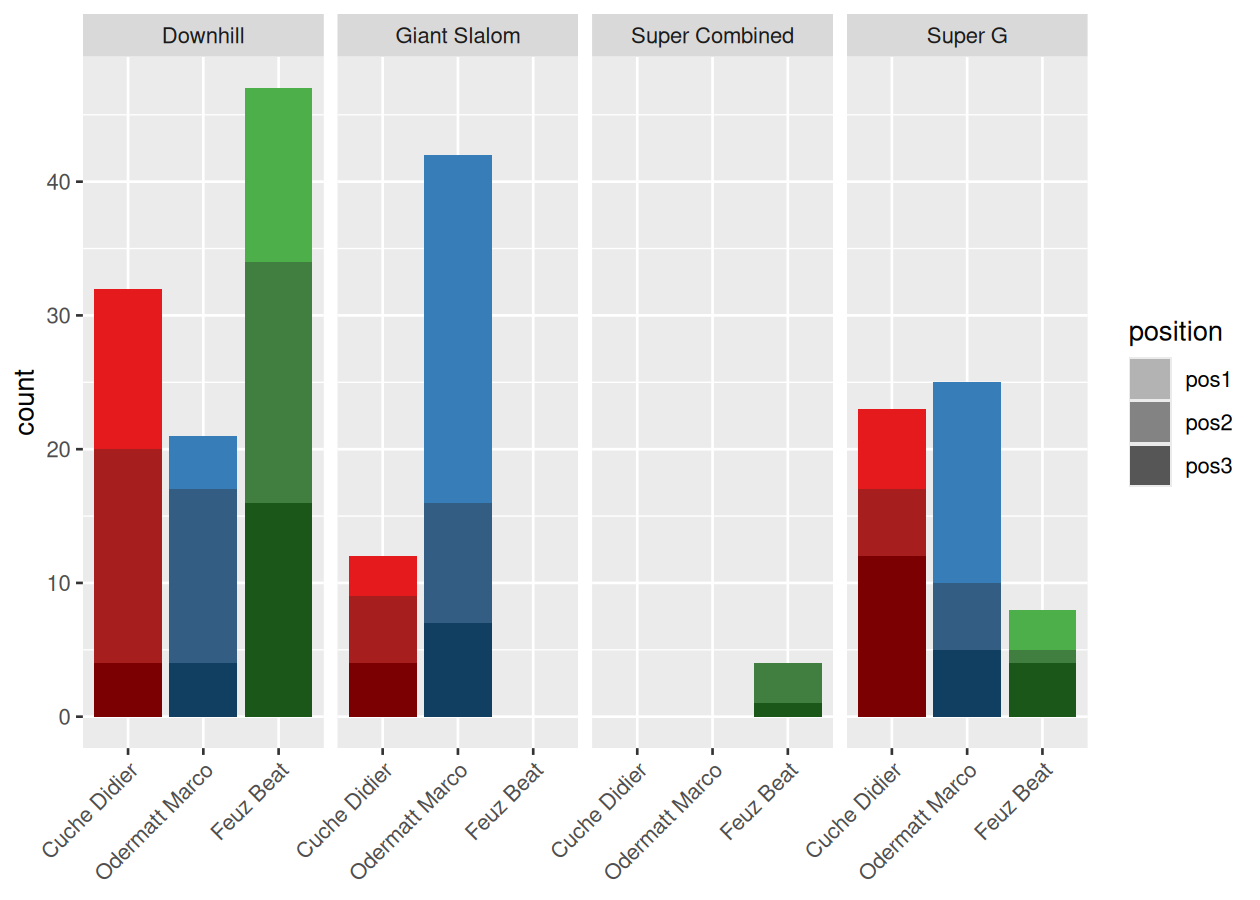 Downhill
Giant Slalom
Super Combined
Super G
count
40
30
20
10
0
Cuche Didier
Odermatt Marco
Feuz Beat
Cuche Didier
Odermatt Marco
Feuz Beat
Cuche Didier
Odermatt Marco
Feuz Beat
Cuche Didier
Odermatt Marco
Feuz Beat
position
pos1
pos2
pos3